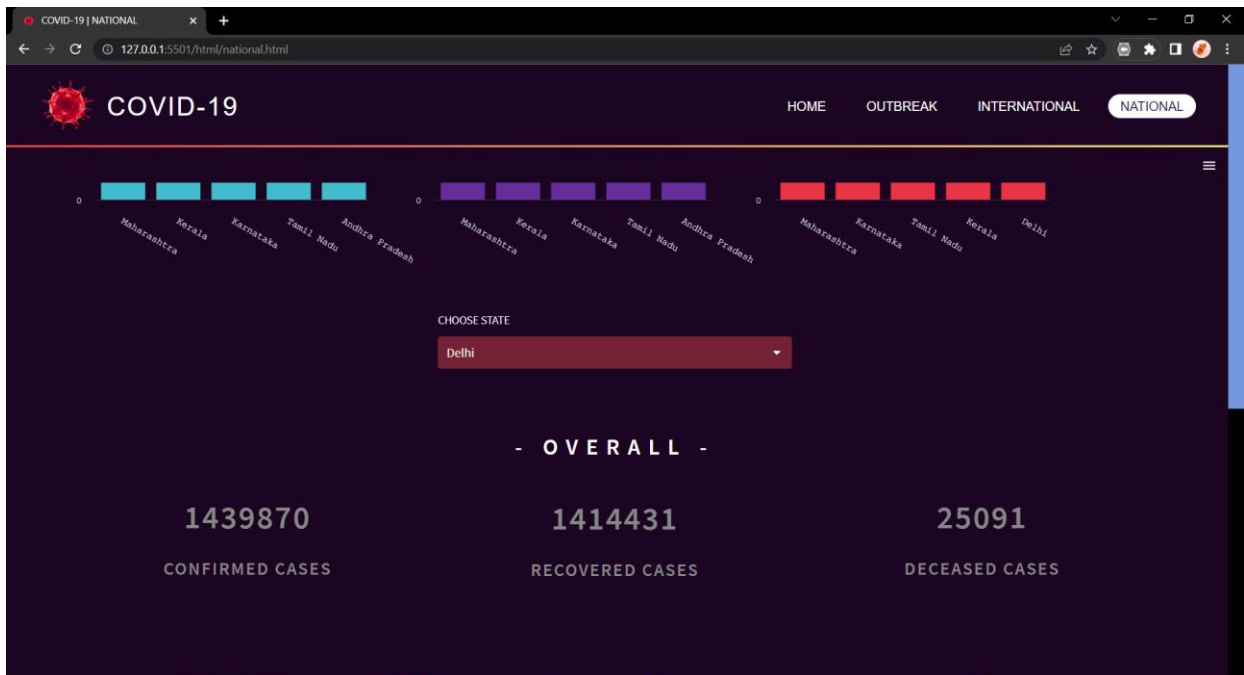 COVID-19 | NATIONAL
127.0.0.1:5501/html/national.html
COVID-19
HOME OUTBREAK INTERNATIONAL NATIONAL
0 0 0
Maharashtra Kerala Karnataka Tamil Nadu Andhra Pradesh Maharashtra Kerala Karnataka Tamil Nadu Andhra Pradesh Maharashtra Karnataka Tamil Nadu Kerala Delhi
CHOOSE STATE
Delhi
- OVERALL -
1439870 1414431 25091
CONFIRMED CASES RECOVERED CASES DECEASED CASES